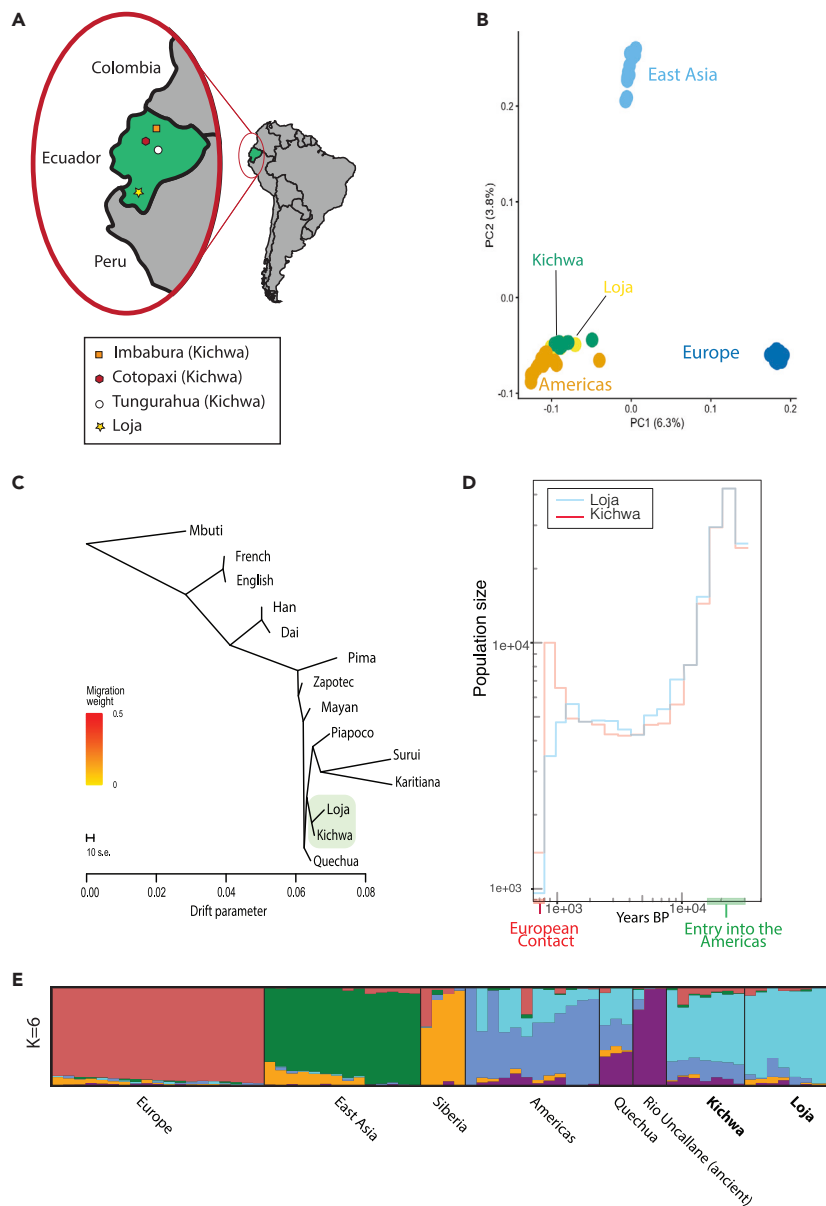 A
Colombia
Ecuador
Peru
Imbabura (Kichwa)
Cotopaxi (Kichwa)
Tungurahua (Kichwa)
Loja
B
East Asia
Kichwa
Loja
Europe
Americas
PC2 (3.8%)
0.2
0.1
0.0
-0.1
-0.1
0.0
0.1
0.2
PC1 (6.3%)
C
Mbuti
French
English
Han
Dai
Pima
Zapotec
Mayan
Piapoco
Surui
Karitiana
Loja
Kichwa
Quechua
Migration
weight
0.5
0
10 s.e.
0.00
0.02
0.04
0.06
0.08
Drift parameter
D
Loja
Kichwa
Population size
1e+04
1e+03
1e+03
Years BP
1e+04
European
Contact
Entry into the
Americas
E
K=6
Europe
East Asia
Siberia
Americas
Quechua
Rio Uncallane (ancient)
Kichwa
Loja